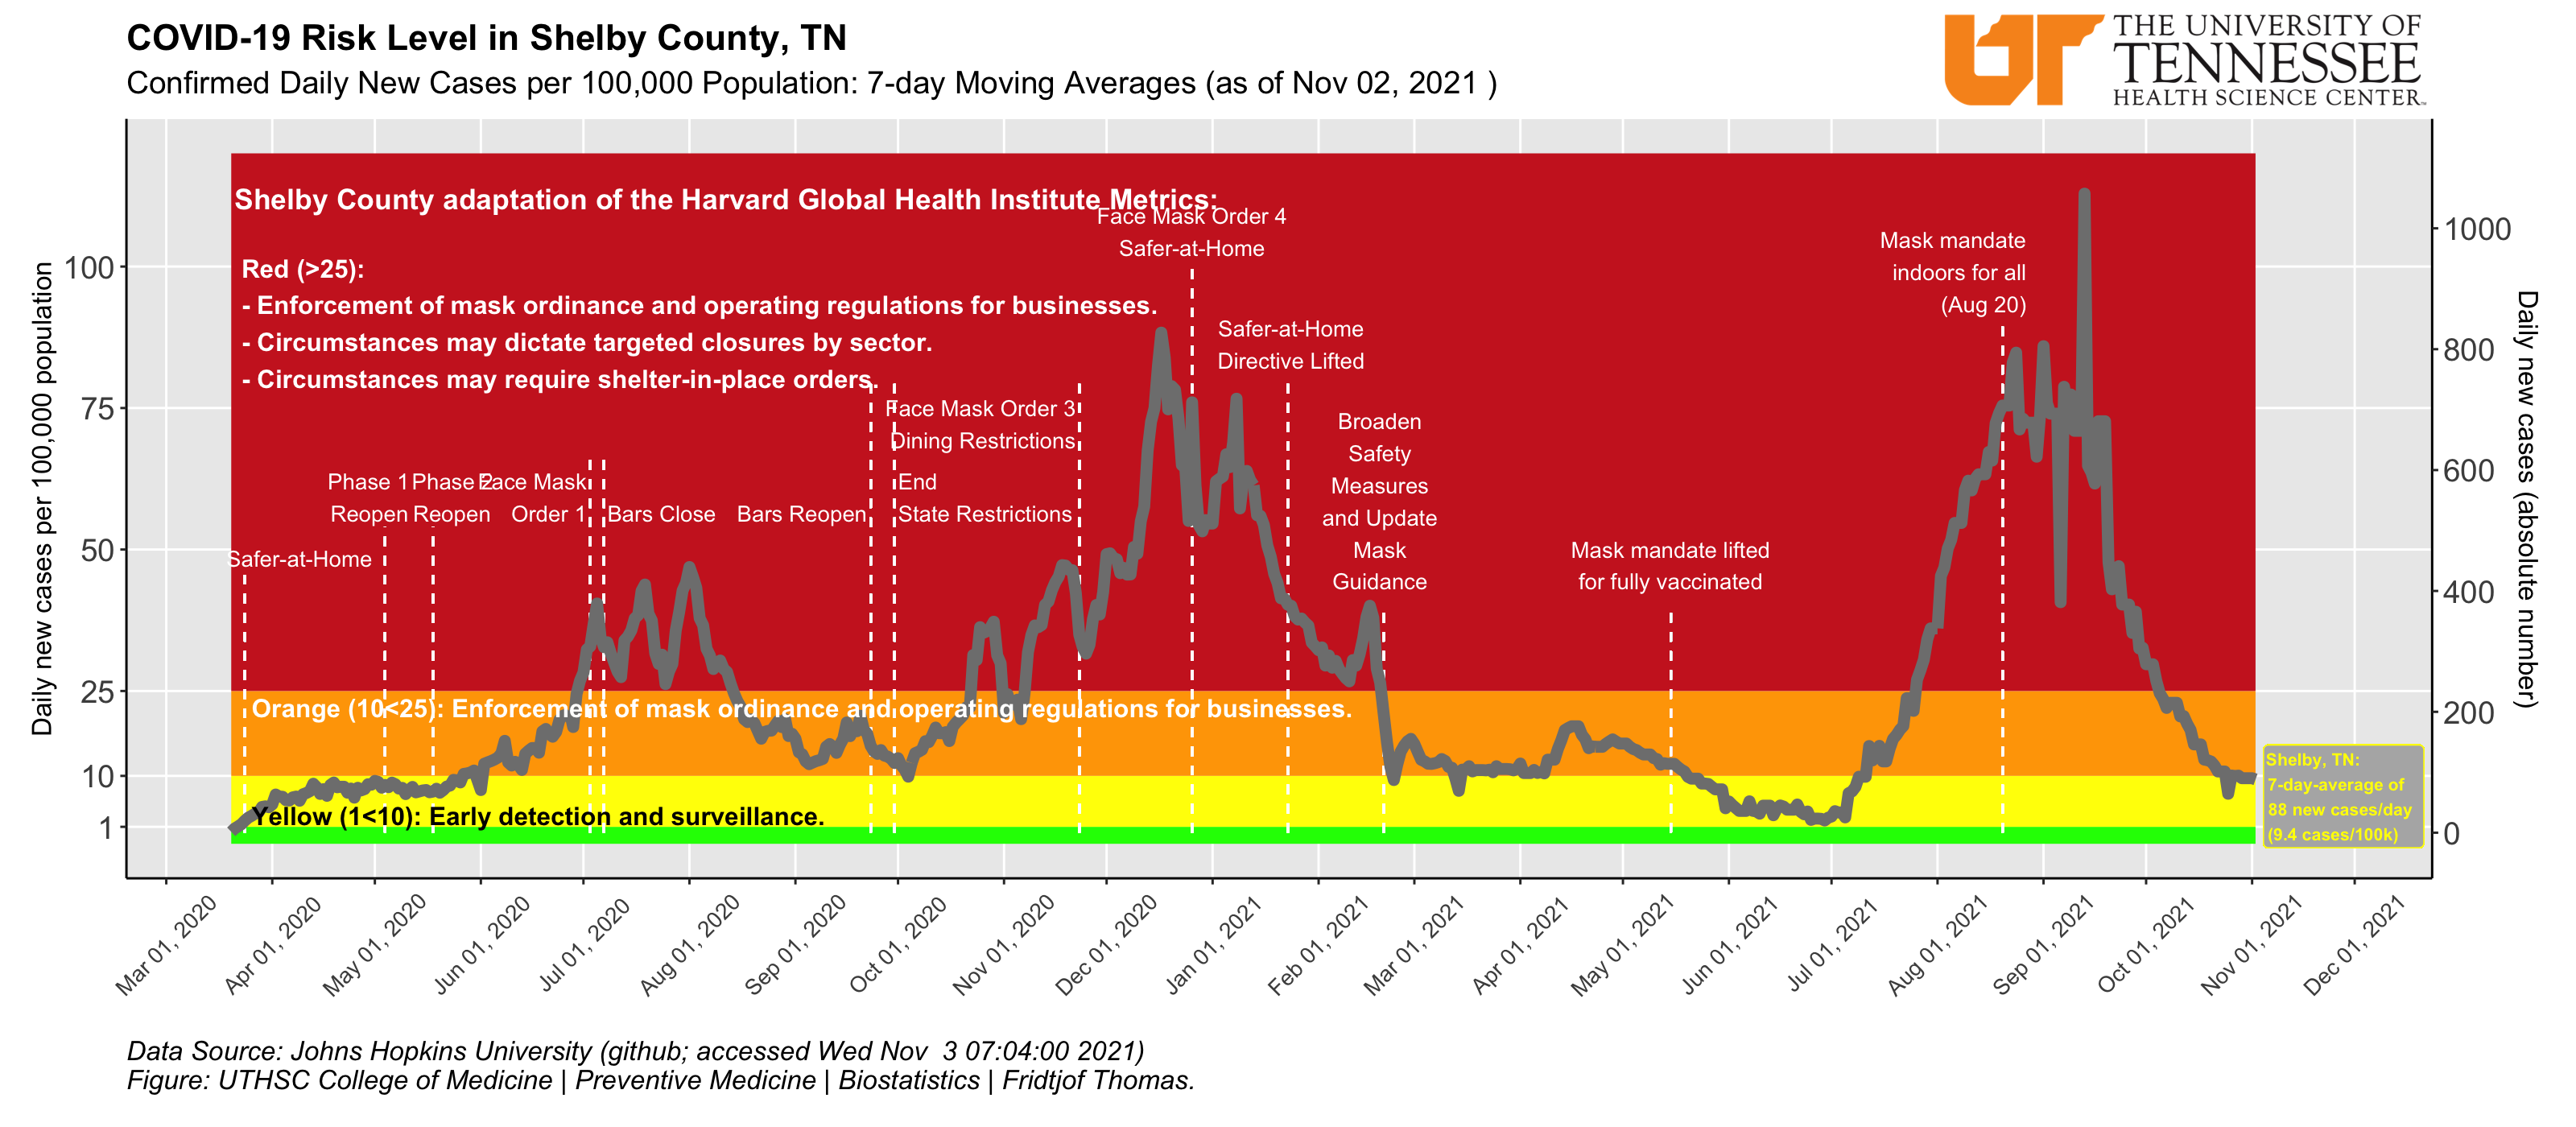 COVID-19 Risk Level in Shelby County, TN
Confirmed Daily New Cases per 100,000 Population: 7-day Moving Averages (as of Nov 02, 2021 )
THE UNIVERSITY OF
TENNESSEE
HEALTH SCIENCE CENTER
Daily new cases per 100,000 population
100
75
50
25
10
1
Shelby County adaptation of the Harvard Global Health Institute Metrics:
Red (>25):
- Enforcement of mask ordinance and operating regulations for businesses.
- Circumstances may dictate targeted closures by sector.
- Circumstances may require shelter-in-place orders.
Safer-at-Home
Phase 1
Reopen
Phase 2
Reopen
Face Mask
Order 1
Bars Close
Bars Reopen
End
State Restrictions
Face Mask Order 3
Dining Restrictions
Face Mask Order 4
Safer-at-Home
Safer-at-Home
Directive Lifted
Broaden
Safety
Measures
and Update
Mask
Guidance
Mask mandate lifted
for fully vaccinated
Mask mandate
indoors for all
(Aug 20)
Orange (10<25): Enforcement of mask ordinance and operating regulations for businesses.
Yellow (1<10): Early detection and surveillance.
Shelby, TN:
7-day-average of
88 new cases/day
(9.4 cases/100k)
1000
800
600
400
200
0
Daily new cases (absolute number)
Mar 01, 2020
Apr 01, 2020
May 01, 2020
Jun 01, 2020
Jul 01, 2020
Aug 01, 2020
Sep 01, 2020
Oct 01, 2020
Nov 01, 2020
Dec 01, 2020
Jan 01, 2021
Feb 01, 2021
Mar 01, 2021
Apr 01, 2021
May 01, 2021
Jun 01, 2021
Jul 01, 2021
Aug 01, 2021
Sep 01, 2021
Oct 01, 2021
Nov 01, 2021
Dec 01, 2021
Data Source: Johns Hopkins University (github; accessed Wed Nov  3 07:04:00 2021)
Figure: UTHSC College of Medicine | Preventive Medicine | Biostatistics | Fridtjof Thomas.